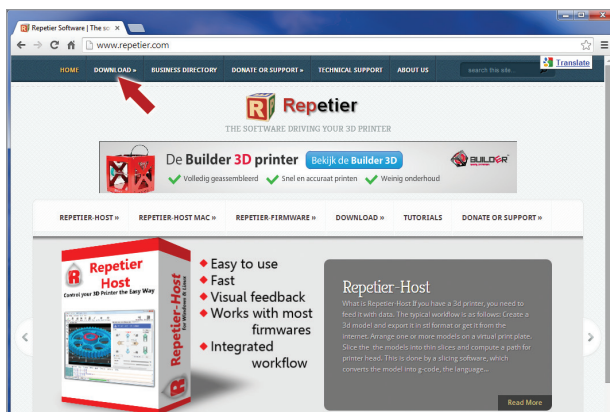 Repetier Software | The so
www.repetier.com
Translate
HOME DOWNLOAD » BUSINESS DIRECTORY DONATE OR SUPPORT » TECHNICAL SUPPORT ABOUT US search this site...
R Repetier
THE SOFTWARE DRIVING YOUR 3D PRINTER
De Builder 3D printer Bekijk de Builder 3D BUILDER
Volledig geassembleerd Snel en accuraat printen Weinig onderhoud
REPETIER-HOST » REPETIER-HOST MAC » REPETIER-FIRMWARE » DOWNLOAD » TUTORIALS DONATE OR SUPPORT »
R Repetier
Host
Control your 3D Printer the Easy Way
Repetier-Host
for Windows & Linux
R
Easy to use
Fast
Visual feedback
Works with most
firmwares
Integrated
workflow
Repetier-Host
What is Repetier-Host If you have a 3d printer, you need to
feed it with data. The typical workflow is as follows: Create a
3d model and export it in stl format or get it from the
internet. Arrange one or more models on a virtual print plate.
Slice the the models into thin slices and compute a path for
printer head. This is done by a slicing software, which
converts the model into g-code, the language...
Read More